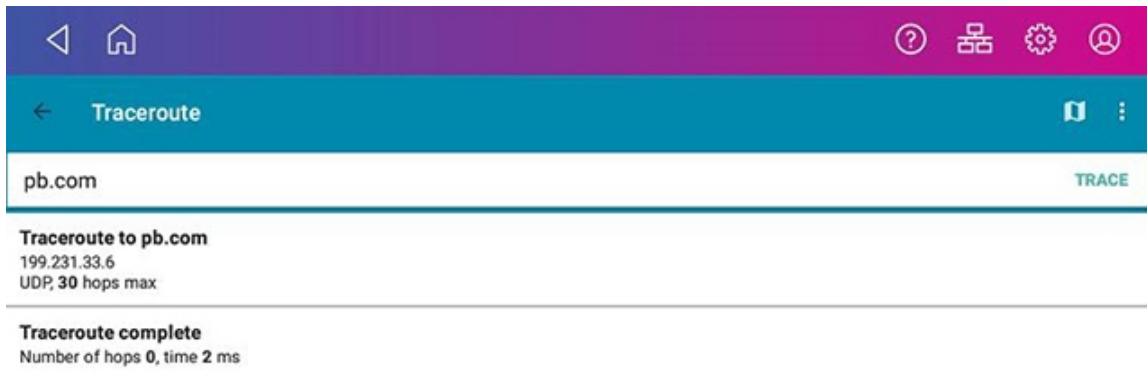 Traceroute
pb.com TRACE
Traceroute to pb.com
199.231.33.6
UDP, 30 hops max
Traceroute complete
Number of hops 0, time 2 ms